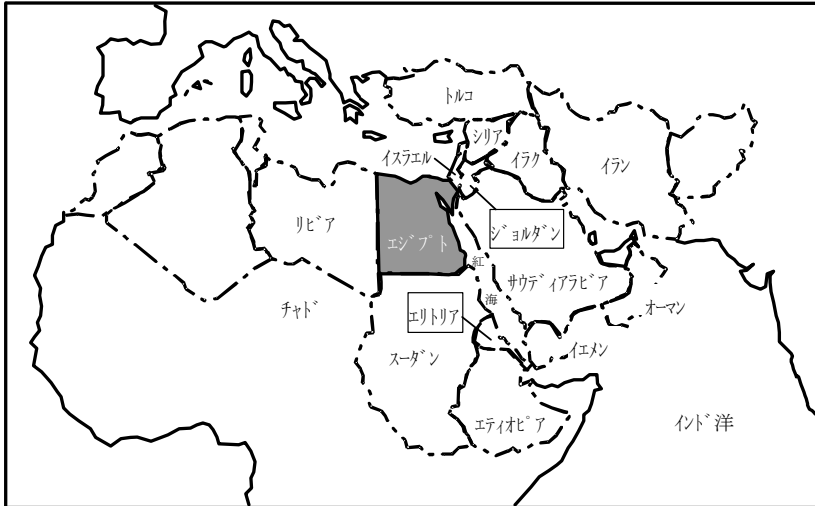 トルコ
シリア
イスラエル
イラク
イラン
リビア
エジプト
ジョルダン
紅
海
サウディアラビア
オーマン
チャド
エリトリア
スーダン
イエメン
エティオピア
インド洋